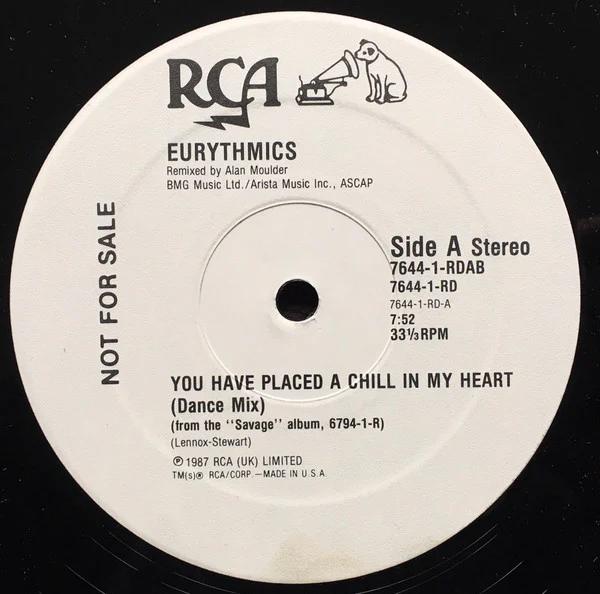 RCA
EURYTHMICS
Remixed by Alan Moulder
BMG Music Ltd./Arista Music Inc., ASCAP
NOT FOR SALE
Side A Stereo
7644-1-RDAB
7644-1-RD
7644-1-RD-A
7:52
33⅓RPM
YOU HAVE PLACED A CHILL IN MY HEART
(Dance Mix)
(from the "Savage" album, 6794-1-R)
(Lennox-Stewart)
℗1987 RCA (UK) LIMITED
TM(s)® RCA/CORP.—MADE IN U.S.A.